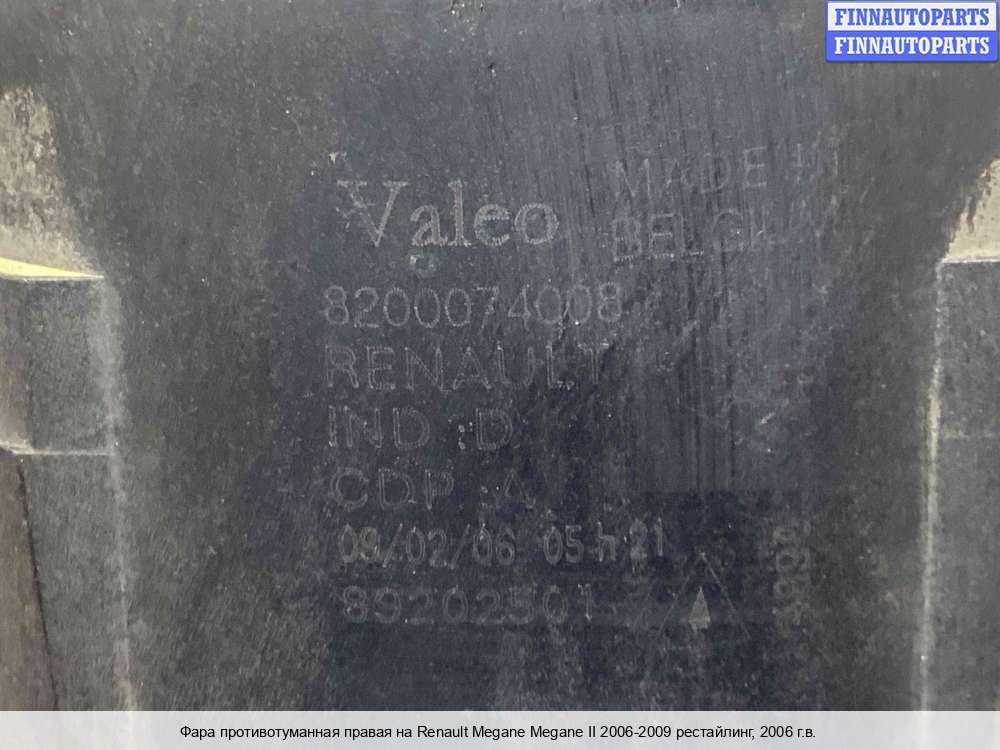 FINNAUTOPARTS
FINNAUTOPARTS
Valeo
MADE IN
BELGIUM
8200074008
RENAULT
IND :D
CDP :A
09/02/06 05 h 21
89202501
Фара противотуманная правая на Renault Megane Megane II 2006-2009 рестайлинг, 2006 г.в.